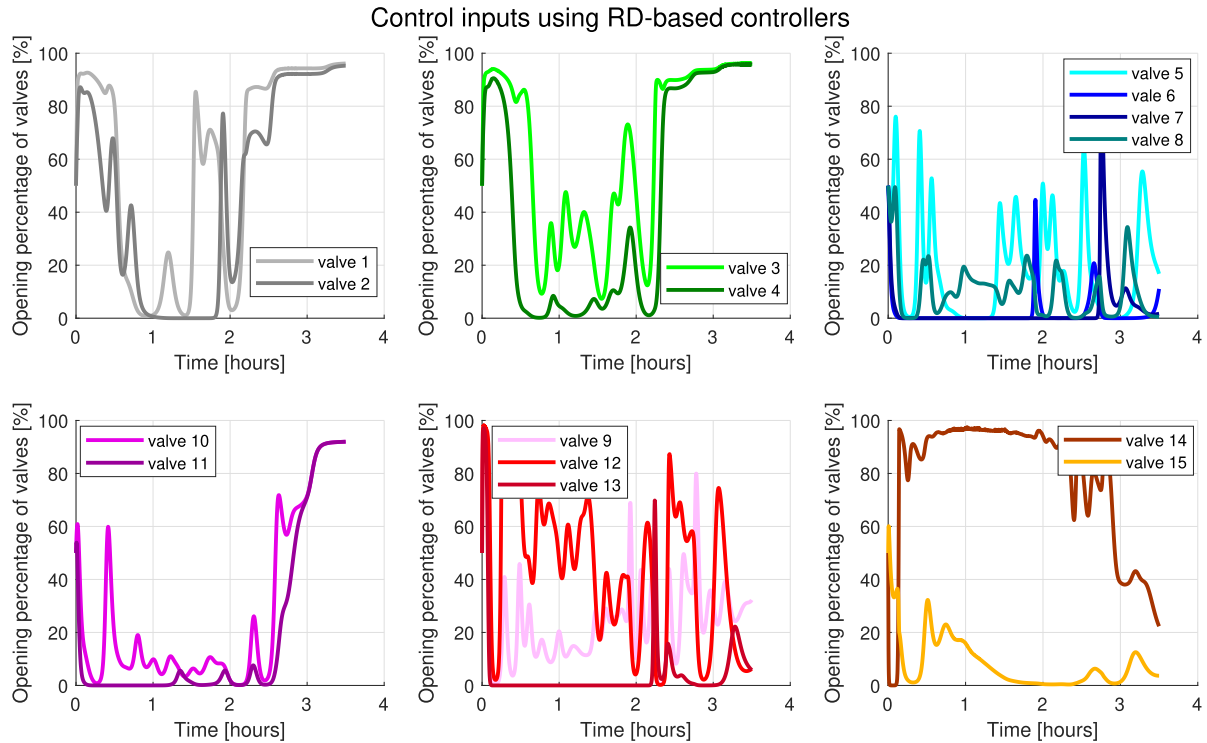 Control inputs using RD-based controllers
Opening percentage of valves [%]
100
80
60
40
20
0
0 1 2 3 4
Time [hours]
valve 1
valve 2
Opening percentage of valves [%]
100
80
60
40
20
0
0 1 2 3 4
Time [hours]
valve 3
valve 4
Opening percentage of valves [%]
100
80
60
40
20
0
0 1 2 3 4
Time [hours]
valve 5
vale 6
valve 7
valve 8
Opening percentage of valves [%]
100
80
60
40
20
0
0 1 2 3 4
Time [hours]
valve 10
valve 11
Opening percentage of valves [%]
100
80
60
40
20
0
0 1 2 3 4
Time [hours]
valve 9
valve 12
valve 13
Opening percentage of valves [%]
100
80
60
40
20
0
0 1 2 3 4
Time [hours]
valve 14
valve 15